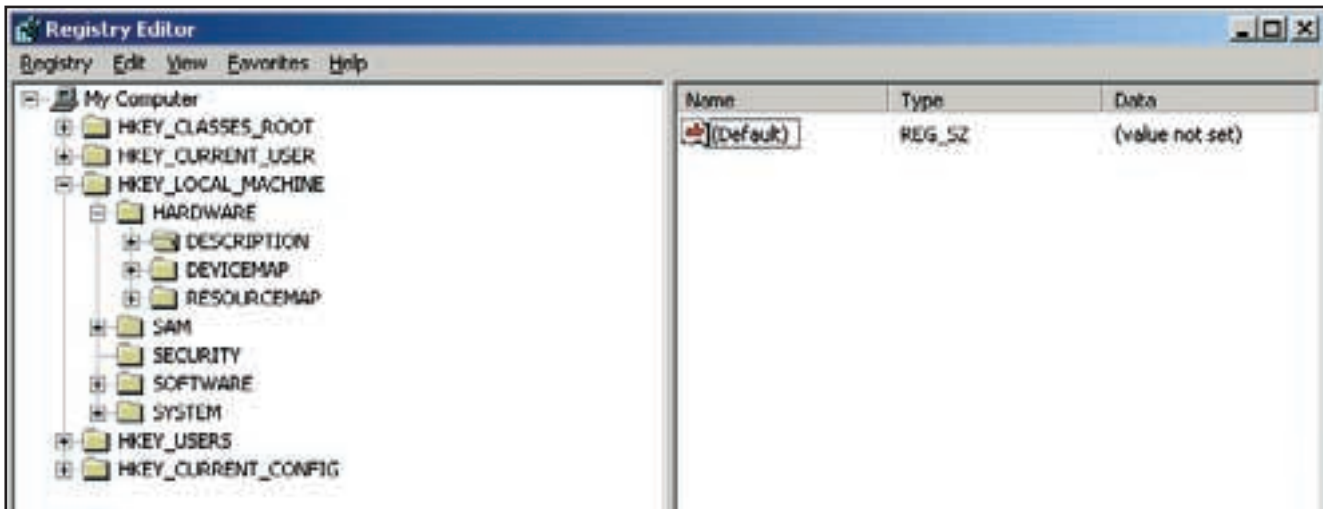 Registry Editor
Registry Edit View Favorites Help
My Computer
HKEY_CLASSES_ROOT
HKEY_CURRENT_USER
HKEY_LOCAL_MACHINE
HARDWARE
DESCRIPTION
DEVICEMAP
RESOURCEMAP
SAM
SECURITY
SOFTWARE
SYSTEM
HKEY_USERS
HKEY_CURRENT_CONFIG
Name Type Data
(Default) REG_SZ (value not set)